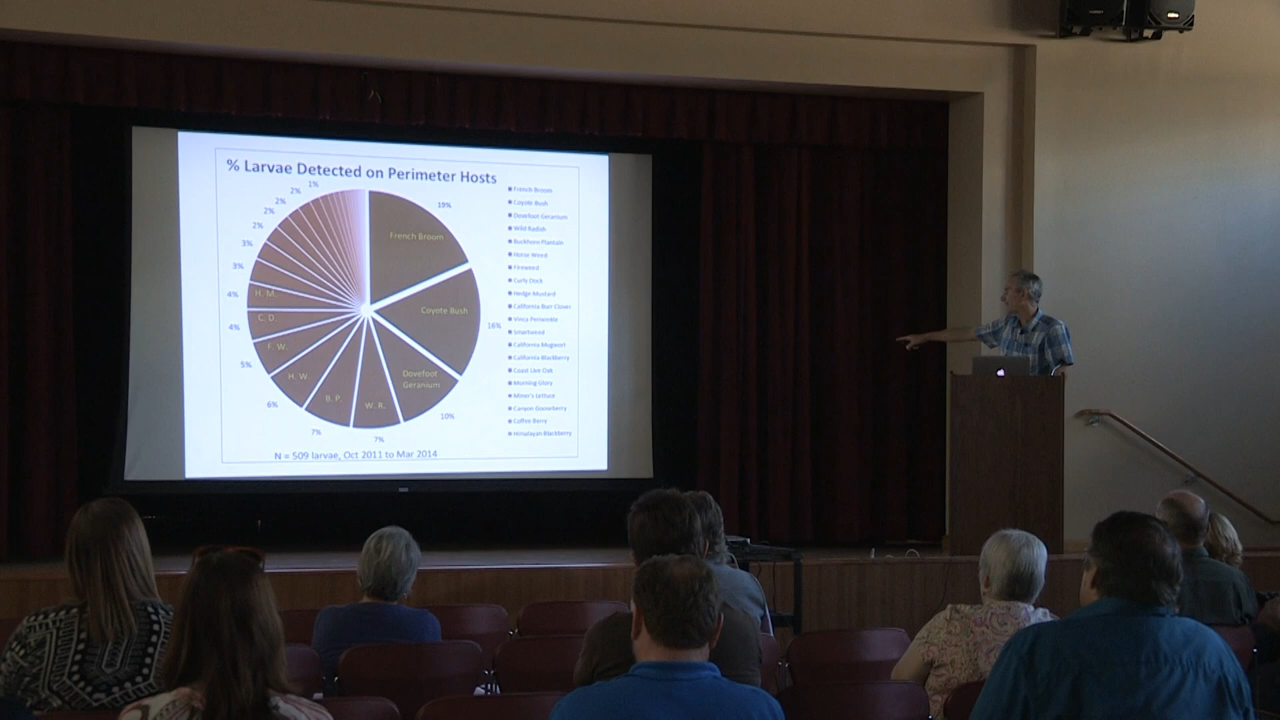 % Larvae Detected on Perimeter Hosts
1%
2%
2%
2%
2%
3%
3%
4%
4%
5%
6%
7%
7%
10%
16%
19%
French Broom
Coyote Bush
Dovefoot
Geranium
W. R.
B. P.
H. W
F. W.
C. D.
H. M.
French Broom
Coyote Bush
Dovefoot Geranium
Wild Radish
Buckhorn Plantain
Horse Weed
Fireweed
Curly Dock
Hedge Mustard
California Burr Clover
Vinca Periwinkle
Smartweed
California Mugwort
California Blackberry
Coast Live Oak
Morning Glory
Miner's Lettuce
Canyon Gooseberry
Coffee Berry
Himalayan Blackberry
N = 509 larvae, Oct 2011 to Mar 2014